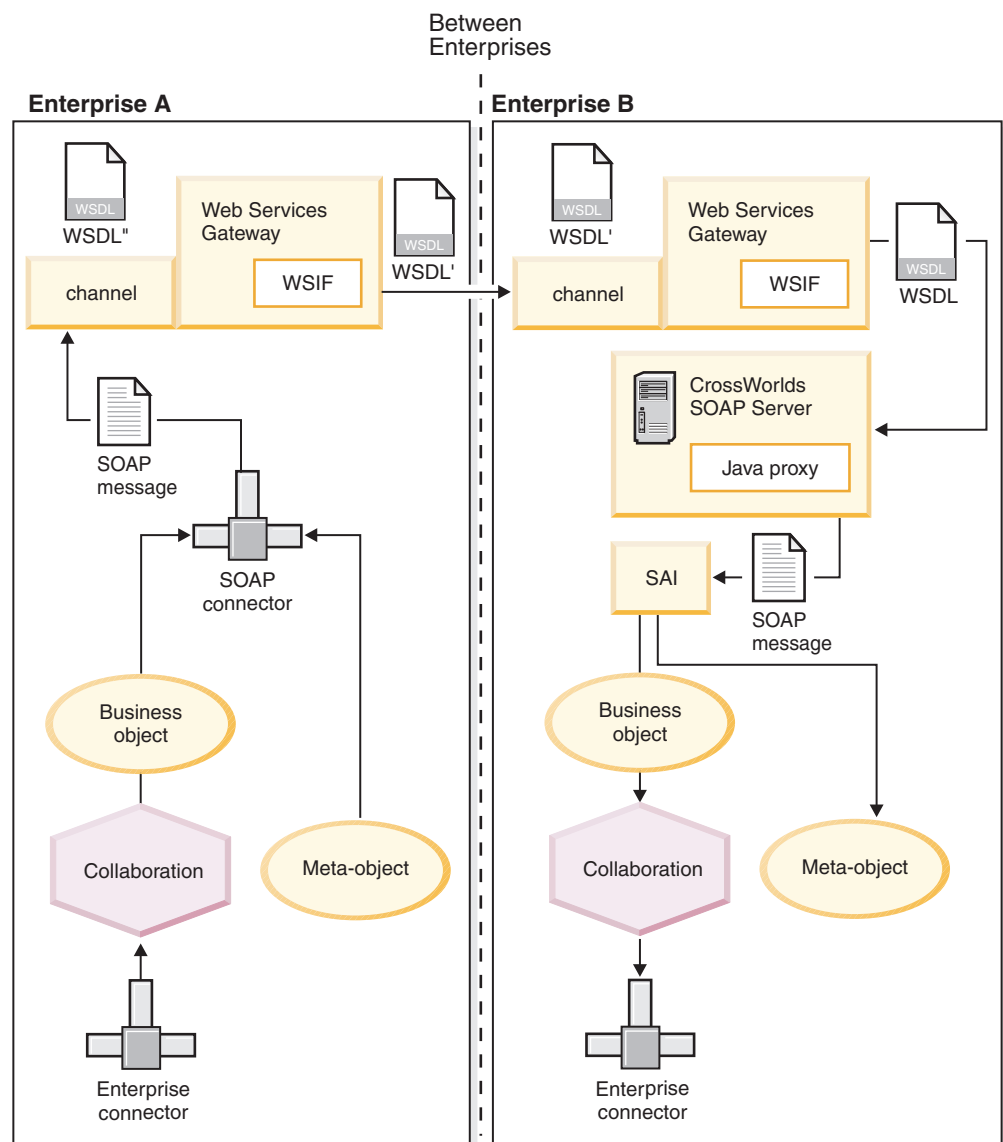 Between
Enterprises
Enterprise A
WSDL
WSDL"
Web Services
Gateway
WSIF
channel
WSDL
WSDL'
SOAP
message
SOAP
connector
Business
object
Collaboration
Meta-object
Enterprise
connector
Enterprise B
WSDL
WSDL'
Web Services
Gateway
WSIF
channel
WSDL
WSDL
CrossWorlds
SOAP Server
Java proxy
SAI
SOAP
message
Business
object
Collaboration
Meta-object
Enterprise
connector